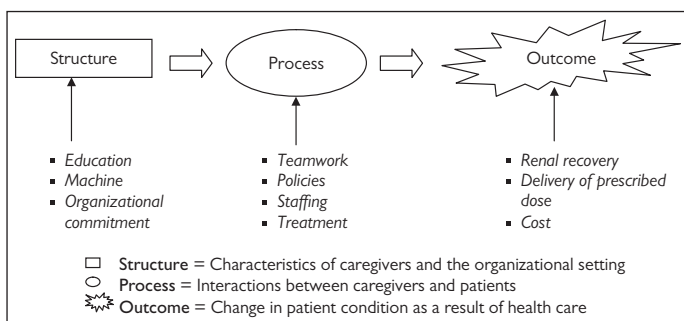 Structure
Process
Outcome
▪ Education
▪ Machine
▪ Organizational
commitment
▪ Teamwork
▪ Policies
▪ Staffing
▪ Treatment
▪ Renal recovery
▪ Delivery of prescribed
dose
▪ Cost
Structure = Characteristics of caregivers and the organizational setting
Process = Interactions between caregivers and patients
Outcome = Change in patient condition as a result of health care